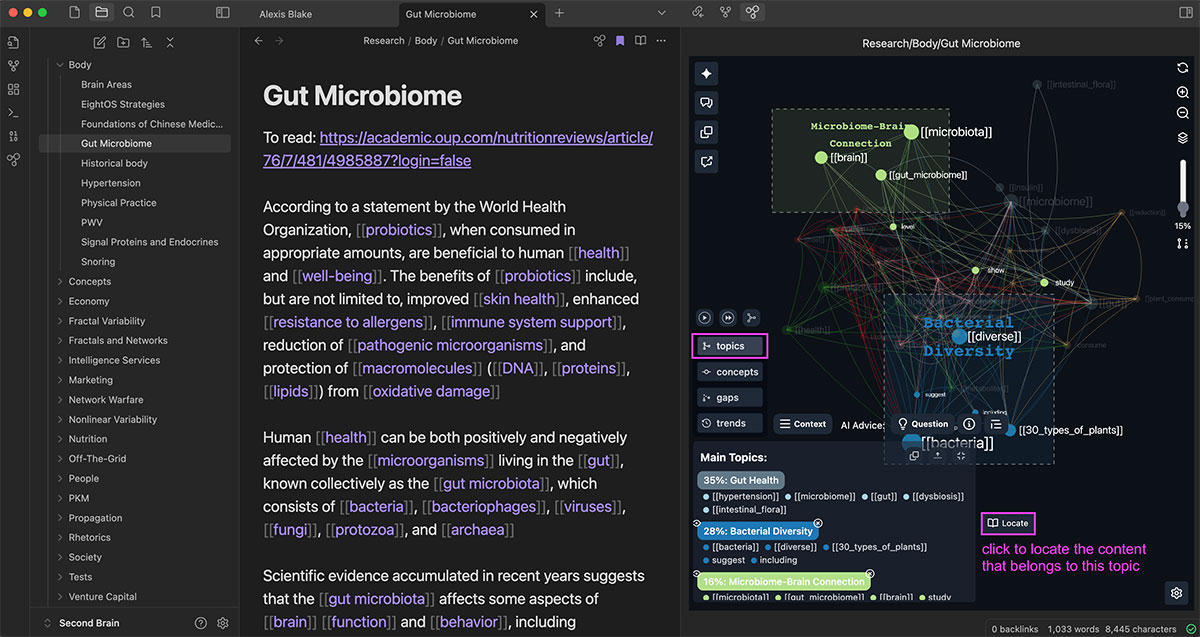 Alexis Blake
Gut Microbiome
Research / Body / Gut Microbiome
Research/Body/Gut Microbiome
Body
Brain Areas
EightOS Strategies
Foundations of Chinese Medic...
Gut Microbiome
Historical body
Hypertension
Physical Practice
PWV
Signal Proteins and Endocrines
Snoring
Concepts
Economy
Fractal Variability
Fractals and Networks
Intelligence Services
Marketing
Network Warfare
Nonlinear Variability
Nutrition
Off-The-Grid
People
PKM
Propagation
Rhetorics
Society
Tests
Venture Capital
Second Brain
Gut Microbiome
To read: https://academic.oup.com/nutritionreviews/article/
76/7/481/4985887?login=false
According to a statement by the World Health
Organization, [[probiotics]], when consumed in
appropriate amounts, are beneficial to human [[health]]
and [[well-being]]. The benefits of [[probiotics]] include,
but are not limited to, improved [[skin health]], enhanced
[[resistance to allergens]], [[immune system support]],
reduction of [[pathogenic microorganisms]], and
protection of [[macromolecules]] ([[DNA]], [[proteins]],
[[lipids]]) from [[oxidative damage]]
Human [[health]] can be both positively and negatively
affected by the [[microorganisms]] living in the [[gut]],
known collectively as the [[gut microbiota]], which
consists of [[bacteria]], [[bacteriophages]], [[viruses]],
[[fungi]], [[protozoa]], and [[archaea]]
Scientific evidence accumulated in recent years suggests
that the [[gut microbiota]] affects some aspects of
[[brain]] [[function]] and [[behavior]], including
[[intestinal_flora]]
Microbiome-Brain
Connection
[[microbiota]]
[[brain]]
[[gut_microbiome]]
[[insulin]]
[[microbiome]]
[[reduction]]
level
[[dysbiosis]]
show
study
15%
[[plant_consump
[[gut]]
[[health]]
Bacterial
Diversity
[[diverse]]
consume
suggest
including
[[30_types_of_plants]]
[[bacteria]]
topics
concepts
gaps
trends
Context
AI Advice:
Question
Main Topics:
35%: Gut Health
[[hypertension]] [[microbiome]] [[gut]] [[dysbiosis]]
[[intestinal_flora]]
28%: Bacterial Diversity
[[bacteria]] [[diverse]] [[30_types_of_plants]]
suggest including
16%: Microbiome-Brain Connection
[[microbiota]] [[gut_microbiome]] [[brain]] study
Locate
click to locate the content
that belongs to this topic
0 backlinks 1,033 words 8,445 characters